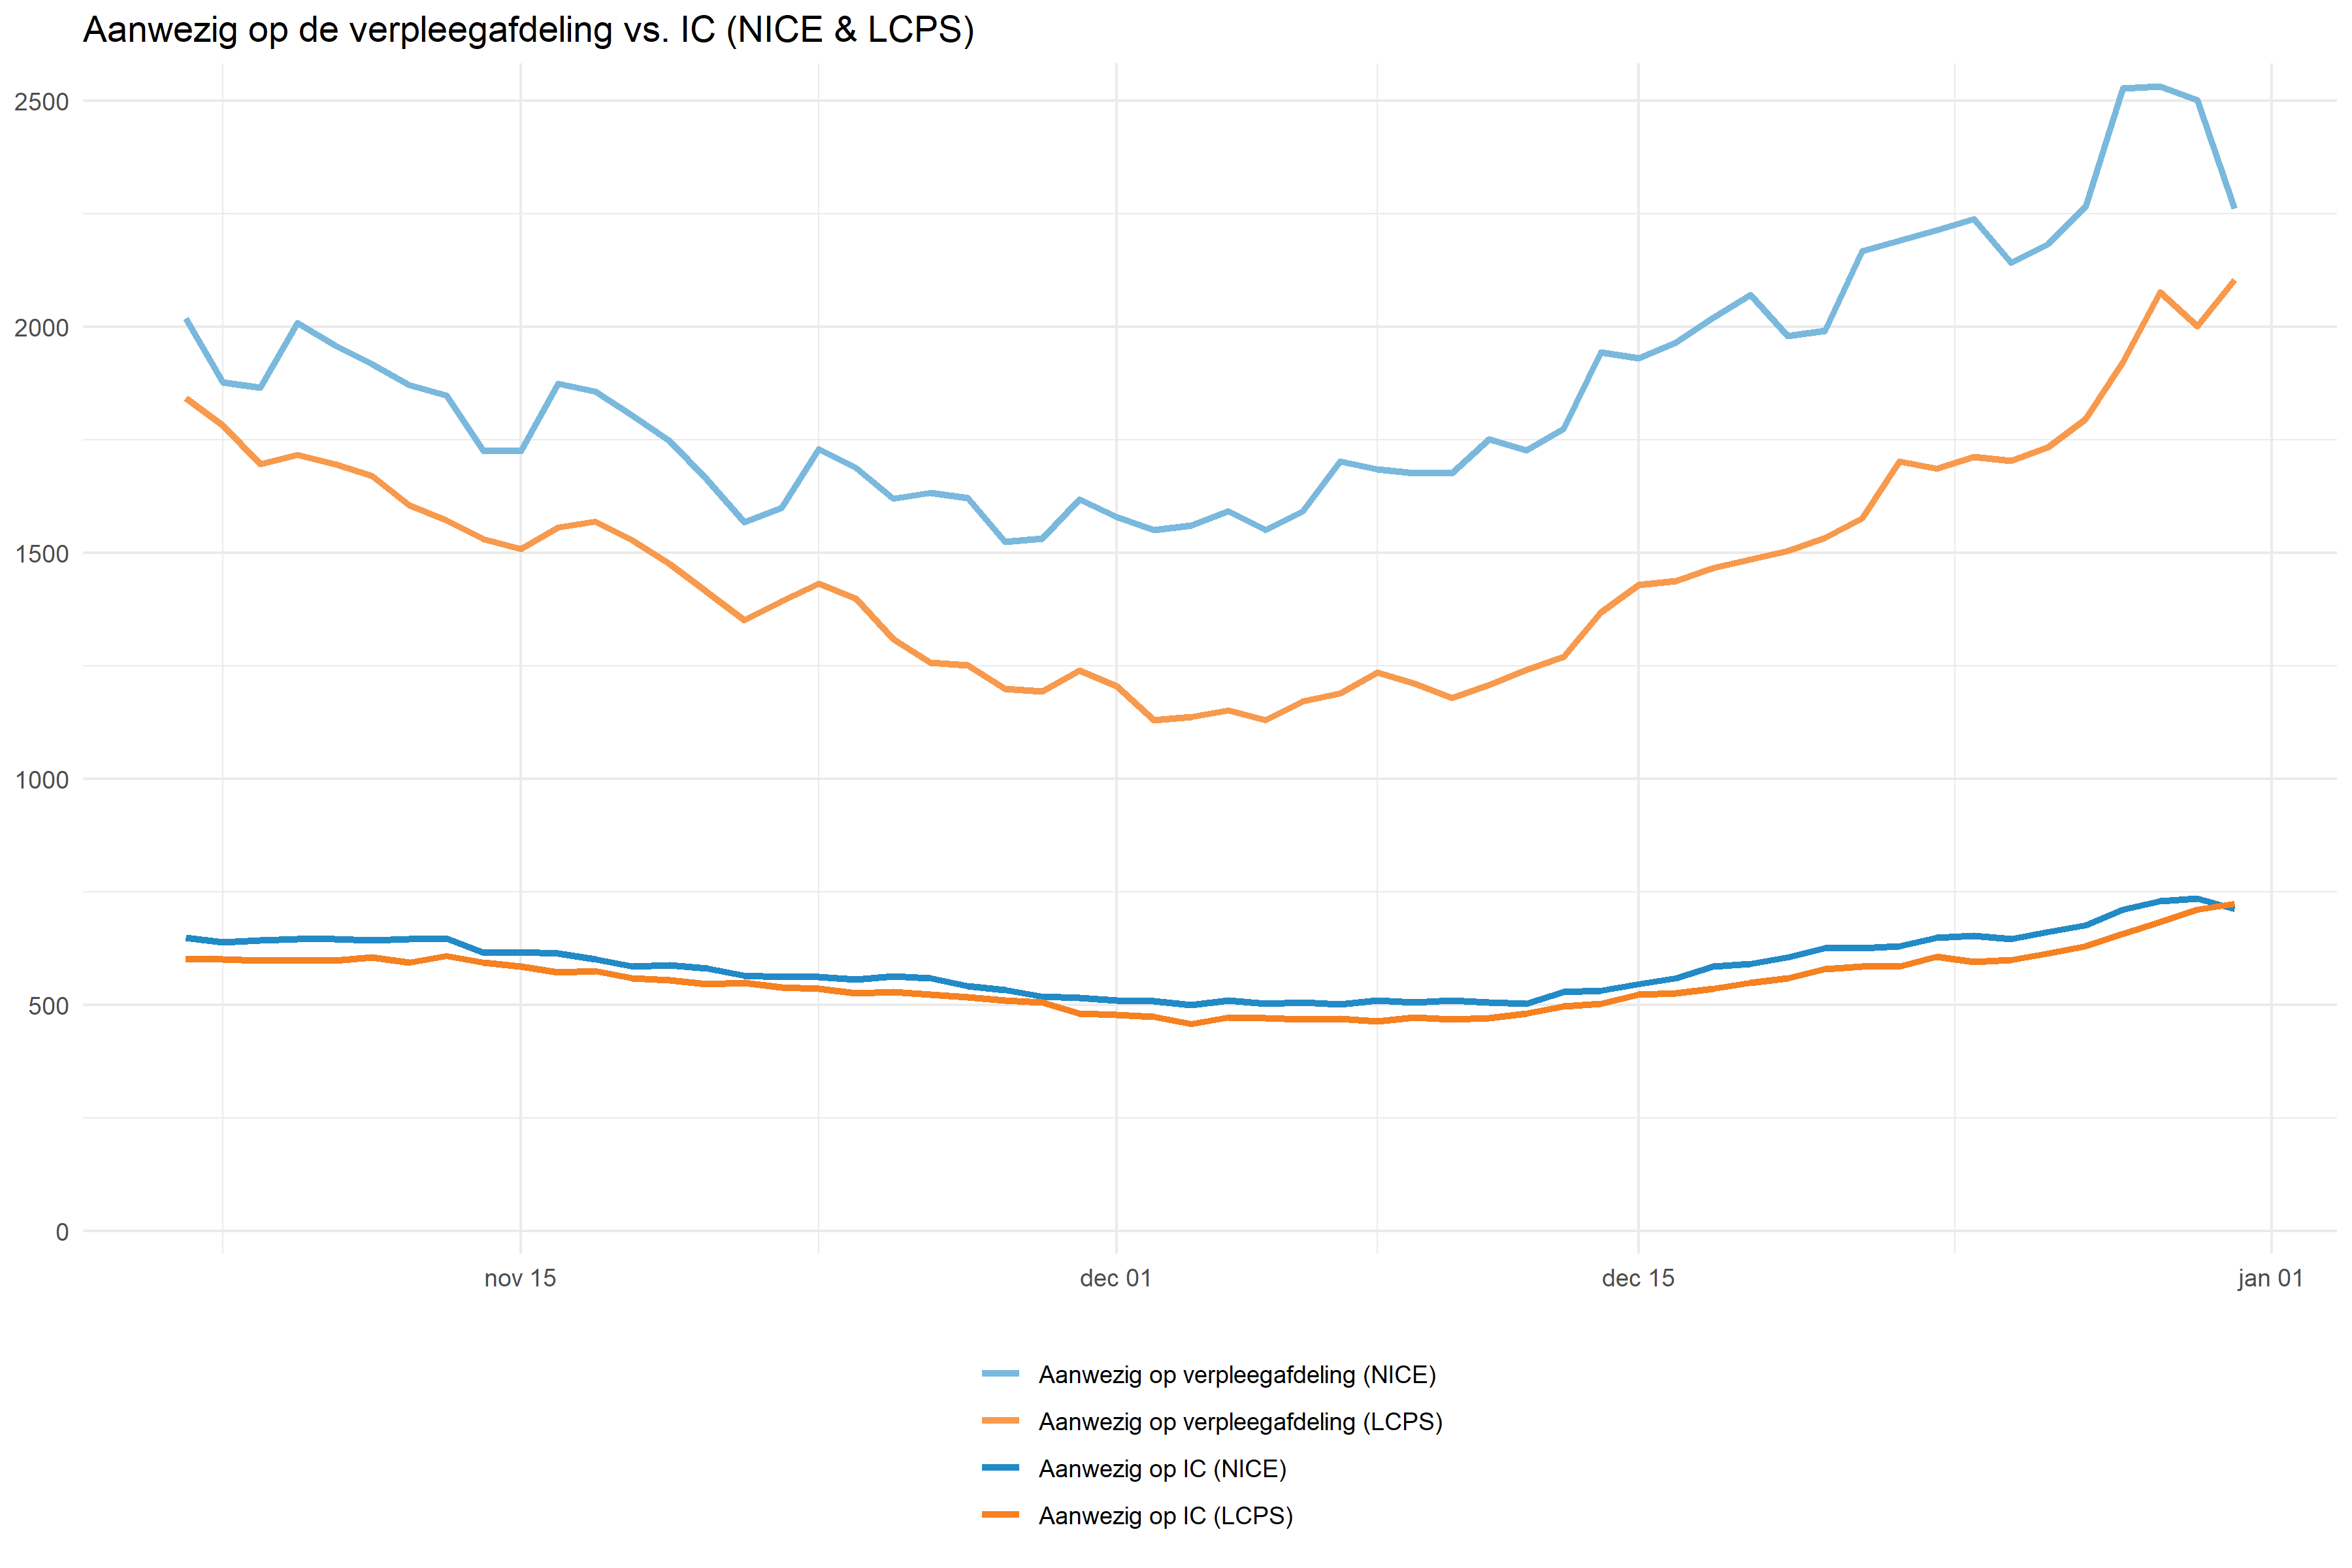 Aanwezig op de verpleegafdeling vs. IC (NICE & LCPS)
2500
2000
1500
1000
500
0
nov 15
dec 01
dec 15
jan 01
Aanwezig op verpleegafdeling (NICE)
Aanwezig op verpleegafdeling (LCPS)
Aanwezig op IC (NICE)
Aanwezig op IC (LCPS)